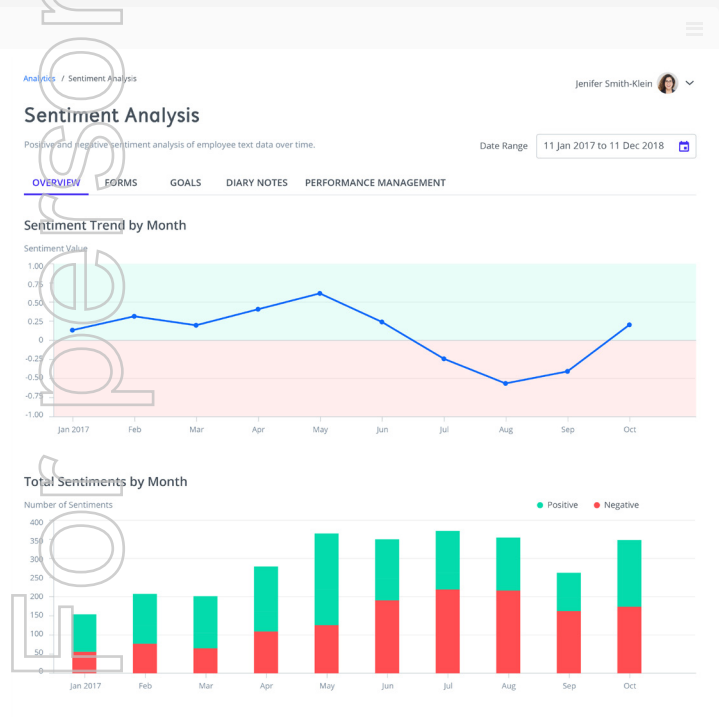 Analytics / Sentiment Analysis
Jenifer Smith-Klein
Sentiment Analysis
Positive and negative sentiment analysis of employee text data over time.
Date Range 11 Jan 2017 to 11 Dec 2018
OVERVIEW FORMS GOALS DIARY NOTES PERFORMANCE MANAGEMENT
Sentiment Trend by Month
Sentiment Value
1.00
0.75
0.50
0.25
0
-0.25
-0.50
-0.75
-1.00
Jan 2017 Feb Mar Apr May Jun Jul Aug Sep Oct
Total Sentiments by Month
Number of Sentiments
Positive Negative
400
350
300
250
200
150
100
50
0
Jan 2017 Feb Mar Apr May Jun Jul Aug Sep Oct
For person